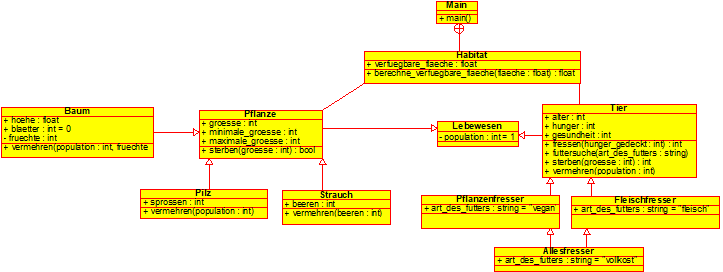 Main
+ main()
Habitat
+ verfuegbare_flaeche : float
+ berechne_verfuegbare_flaeche(flaeche : float) : float
Baum
+ hoehe : float
+ blaetter : int = 0
- fruechte : int
+ vermehren(population : int, fruechte
Pflanze
+ groesse : int
+ minimale_groesse : int
+ maximale_groesse : int
+ sterben(groesse : int) : bool
Lebewesen
- population : int = 1
Tier
+ alter : int
+ hunger : int
+ gesundheit : int
+ fressen(hunger_gedeckt : int) : int
+ futtersuche(art_des_futters : string)
+ sterben(groesse : int) : int
+ vermehren(population : int)
Pilz
+ sprossen : int
+ vermehren(population : int)
Strauch
+ beeren : int
+ vermehren(beeren : int)
Pflanzenfresser
+ art_des_futters : string = "vegan
Fleischfresser
+ art_des_futters : string = "fleisch"
Allesfresser
+ art_des_futters : string = "vollkost"